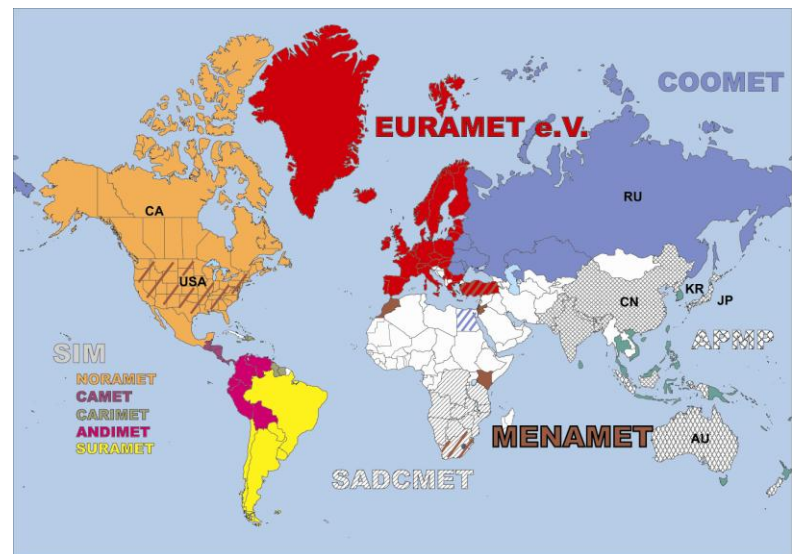 COOMET
EURAMET e.V.
CA
RU
USA
KR
CN
JP
SIM
APMP
NORAMET
CAMET
CARIMET
ANDIMET
SURAMET
MENAMET
AU
SADCMET